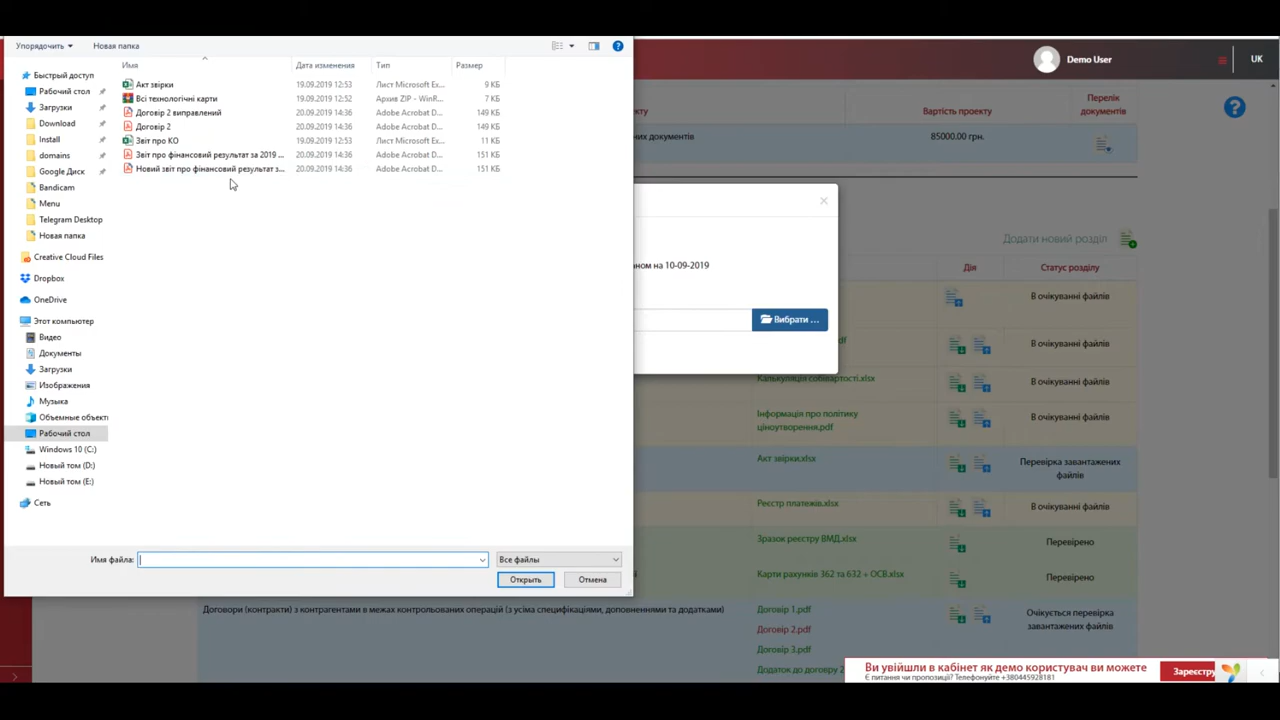 Упорядочить
Новая папка
Имя
Дата изменения
Тип
Размер
Быстрый доступ
Рабочий стол
Загрузки
Download
Install
domains
Google Диск
Bandicam
Menu
Telegram Desktop
Новая папка
Creative Cloud Files
Dropbox
OneDrive
Этот компьютер
Видео
Документы
Загрузки
Изображения
Музыка
Объемные объект
Рабочий стол
Windows 10 (C:)
Новый том (D:)
Новый том (E:)
Сеть
Акт звірки 19.09.2019 12:53 Лист Microsoft Ex... 9 КБ
Всі технологічні карти 19.09.2019 12:52 Архив ZIP - WinR... 7 КБ
Договір 2 виправлений 20.09.2019 14:36 Adobe Acrobat D... 149 КБ
Договір 2 20.09.2019 14:36 Adobe Acrobat D... 149 КБ
Звіт про КО 19.09.2019 12:53 Лист Microsoft Ex... 11 КБ
Звіт про фінансовий результат за 2019 ... 20.09.2019 14:36 Adobe Acrobat D... 151 КБ
Новий звіт про фінансовий результат з... 20.09.2019 14:36 Adobe Acrobat D... 151 КБ
Имя файла:
Все файлы
Открыть
Отмена
Demo User
UK
?
екту
Вартість проекту
Перелік
документів
них документів
85000.00 грн.
×
ном на 10-09-2019
Вибрати ...
Додати новий розділ
Дія
Статус розділу
В очікуванні файлів
df
В очікуванні файлів
Калькуляція собівартості.xlsx
В очікуванні файлів
Інформація про політику
ціноутворення.pdf
В очікуванні файлів
Акт звірки.xlsx
Перевірка завантажених
файлів
Реєстр платежів.xlsx
В очікуванні файлів
Зразок реєстру ВМД.xlsx
Перевірено
ії
Карти рахунків 362 та 632 + ОСВ.xlsx
Перевірено
Договори (контракти) з контрагентами в межах контрольованих операцій (з усіма специфікаціями, доповненнями та додатками)
Договір 1.pdf
Договір 2.pdf
Договір 3.pdf
Додаток до договору 2
Очікується перевірка
завантажених файлів
Ви увійшли в кабінет як демо користувач ви можете
Є питання чи пропозиції? Телефонуйте +380445928181
Зареєстру